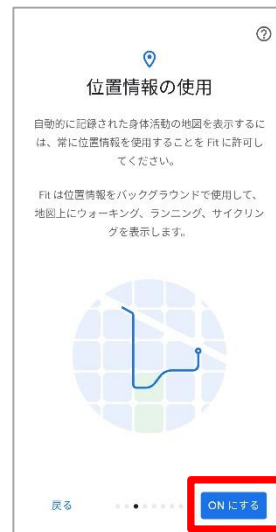 位置情報の使用
自動的に記録された身体活動の地図を表示するに
は、常に位置情報を使用することを Fit に許可し
てください。
Fit は位置情報をバックグラウンドで使用して、
地図上にウォーキング、ランニング、サイクリン
グを表示します。
戻る
ON にする